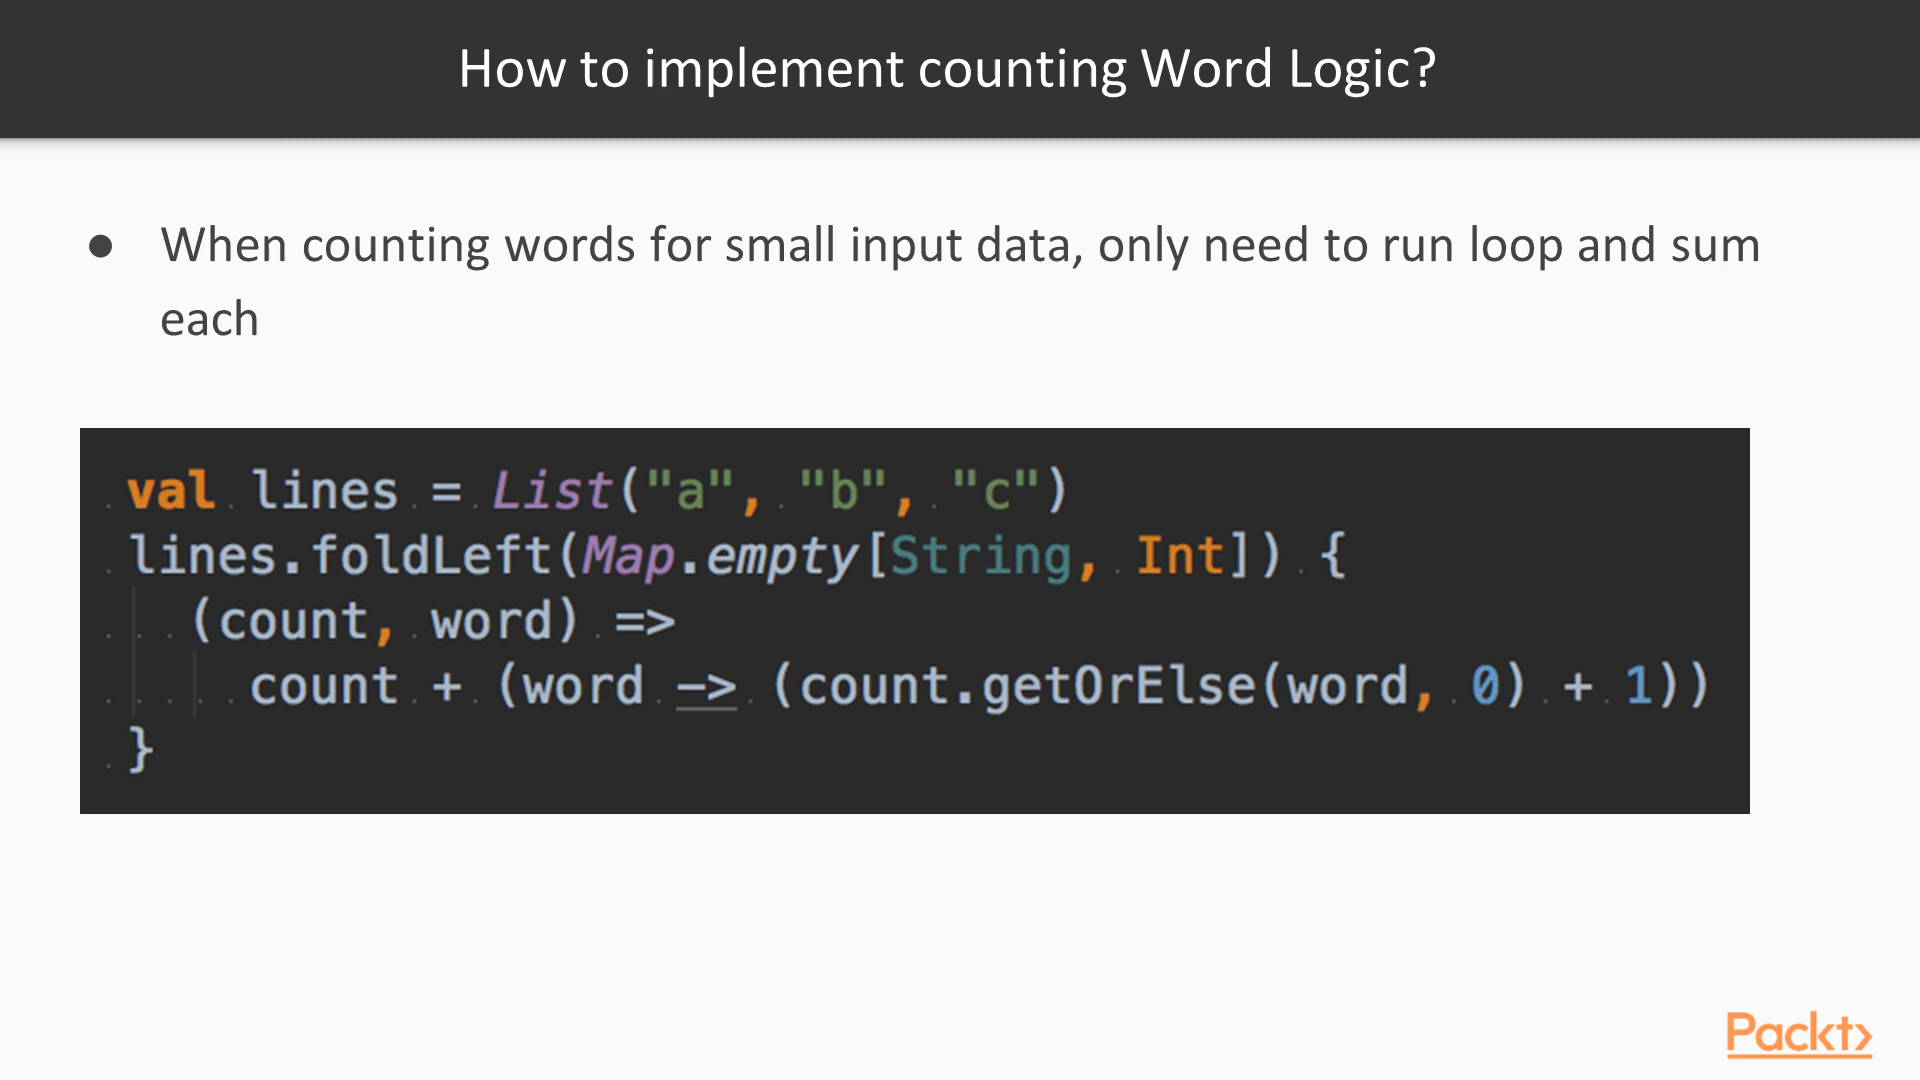 How to implement counting Word Logic?
● When counting words for small input data, only need to run loop and sum
each
val lines = List("a", "b", "c")
lines.foldLeft(Map.empty[String, Int]) {
(count, word) =>
count + (word -> (count.getOrElse(word, 0) + 1))
}
Packt>